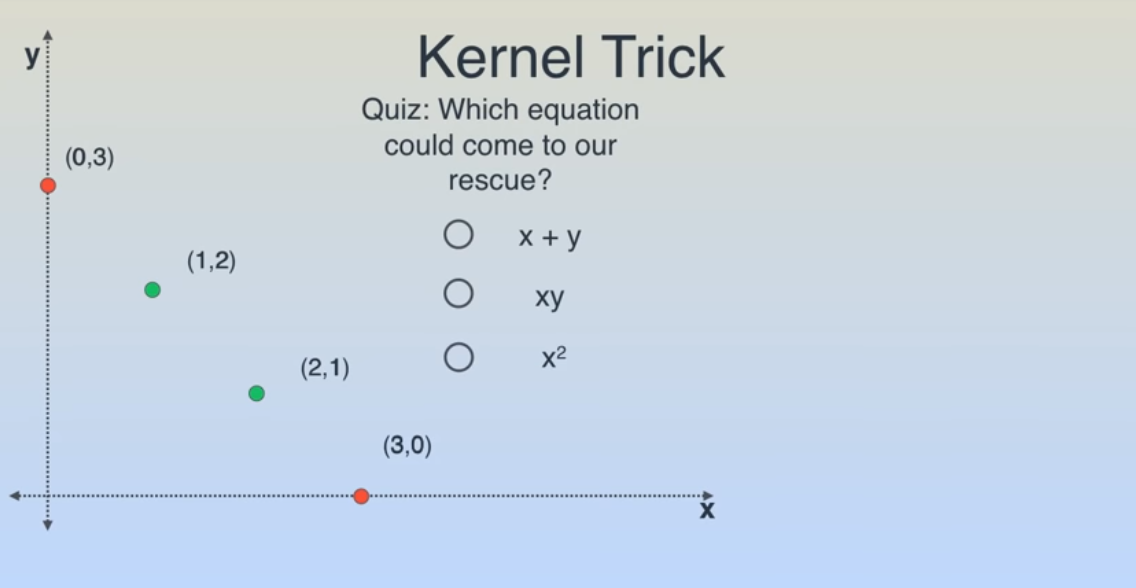 Kernel Trick
Quiz: Which equation
could come to our
rescue?
y
(0,3)
(1,2)
(2,1)
(3,0)
x
x + y
xy
x²